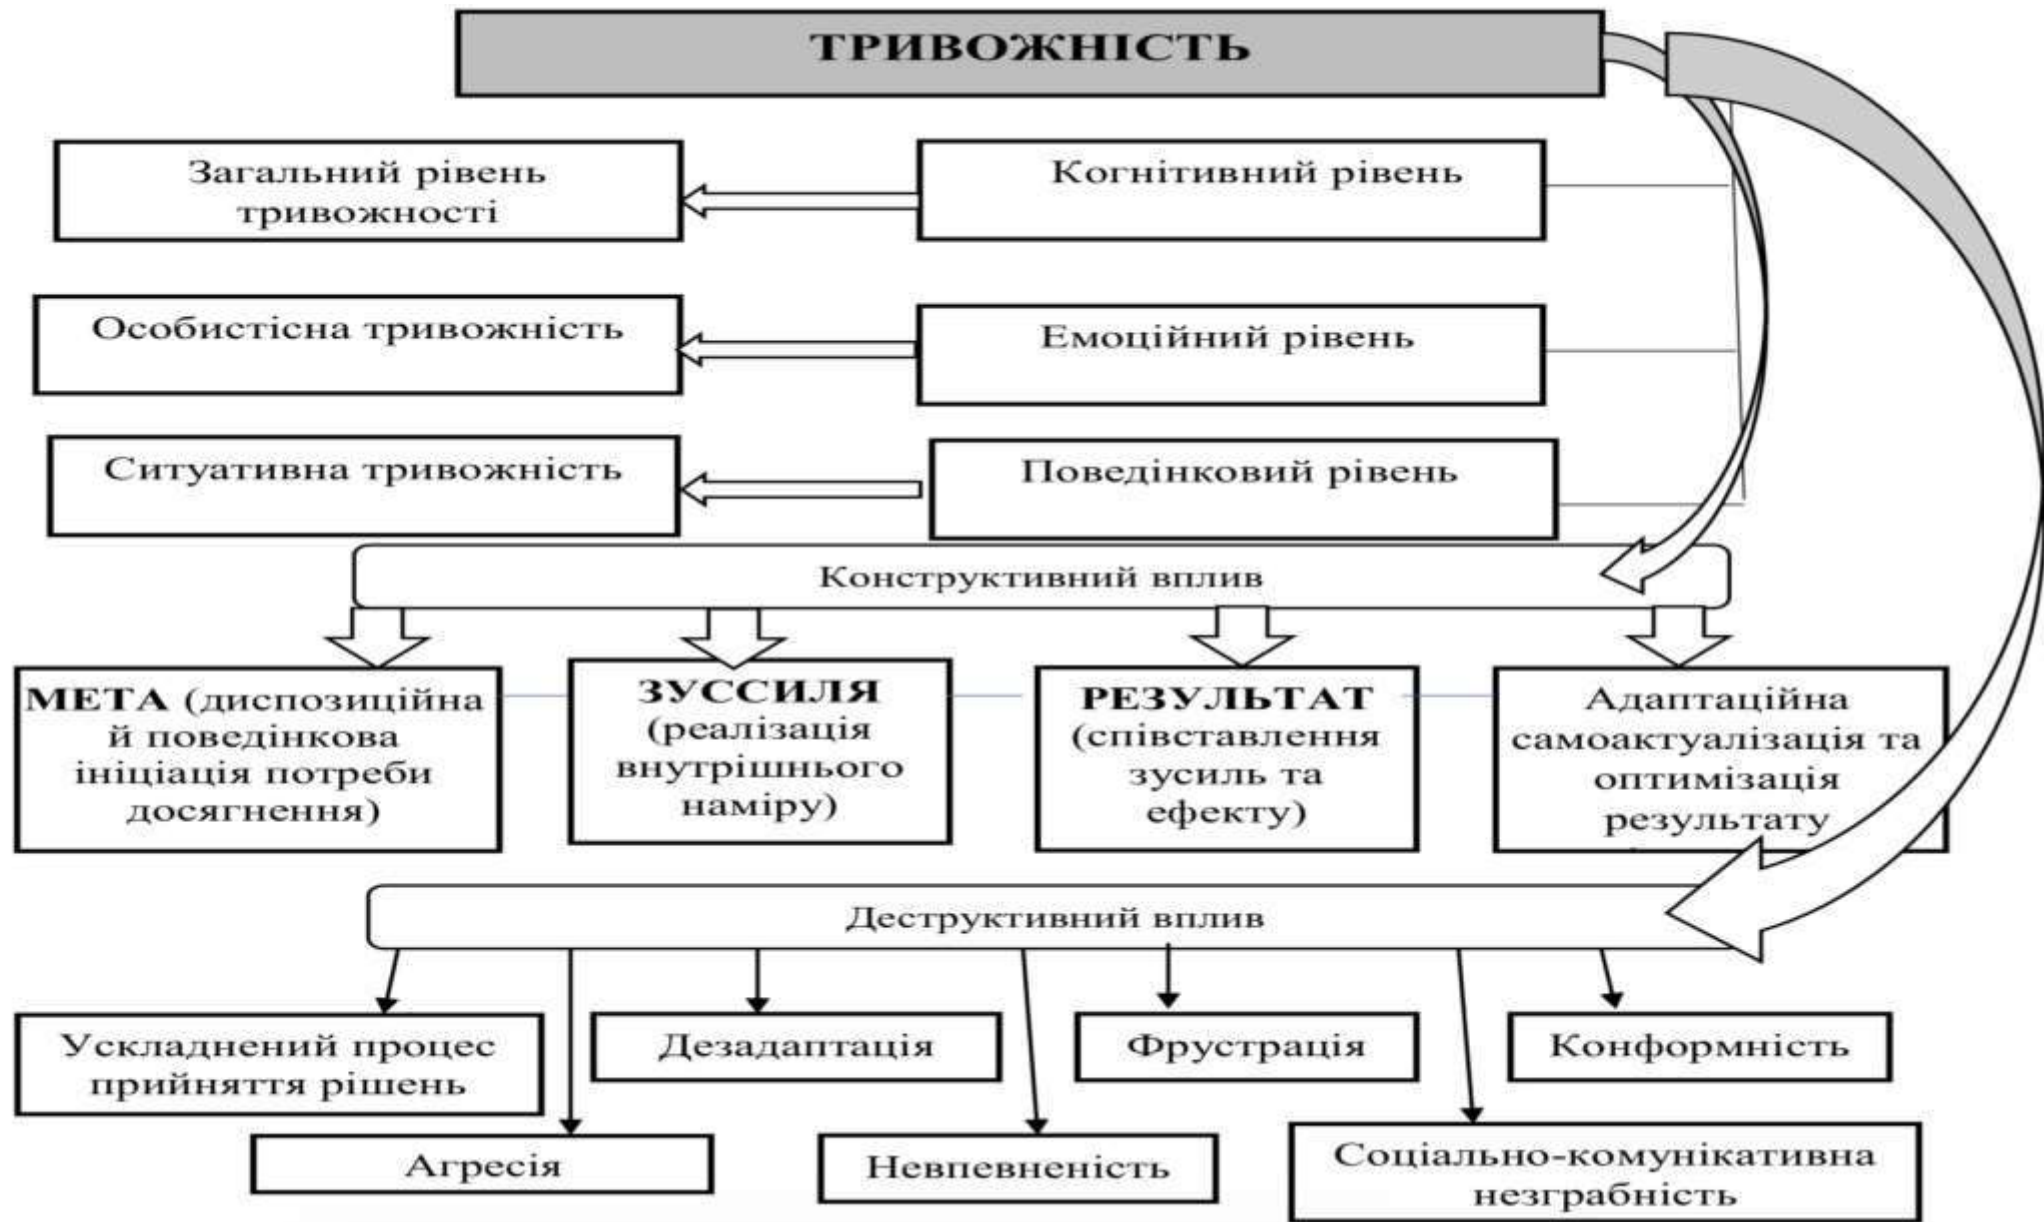 ТРИВОЖНІСТЬ
Загальний рівень
тривожності
Когнітивний рівень
Особистісна тривожність
Емоційний рівень
Ситуативна тривожність
Поведінковий рівень
Конструктивний вплив
МЕТА (диспозиційна
й поведінкова
ініціація потреби
досягнення)
ЗУССИЛЯ
(реалізація
внутрішнього
наміру)
РЕЗУЛЬТАТ
(співставлення
зусиль та
ефекту)
Адаптаційна
самоактуалізація та
оптимізація
результату
Деструктивний вплив
Ускладнений процес
прийняття рішень
Дезадаптація
Фрустрація
Конформність
Агресія
Невпевненість
Соціально-комунікативна
незграбність